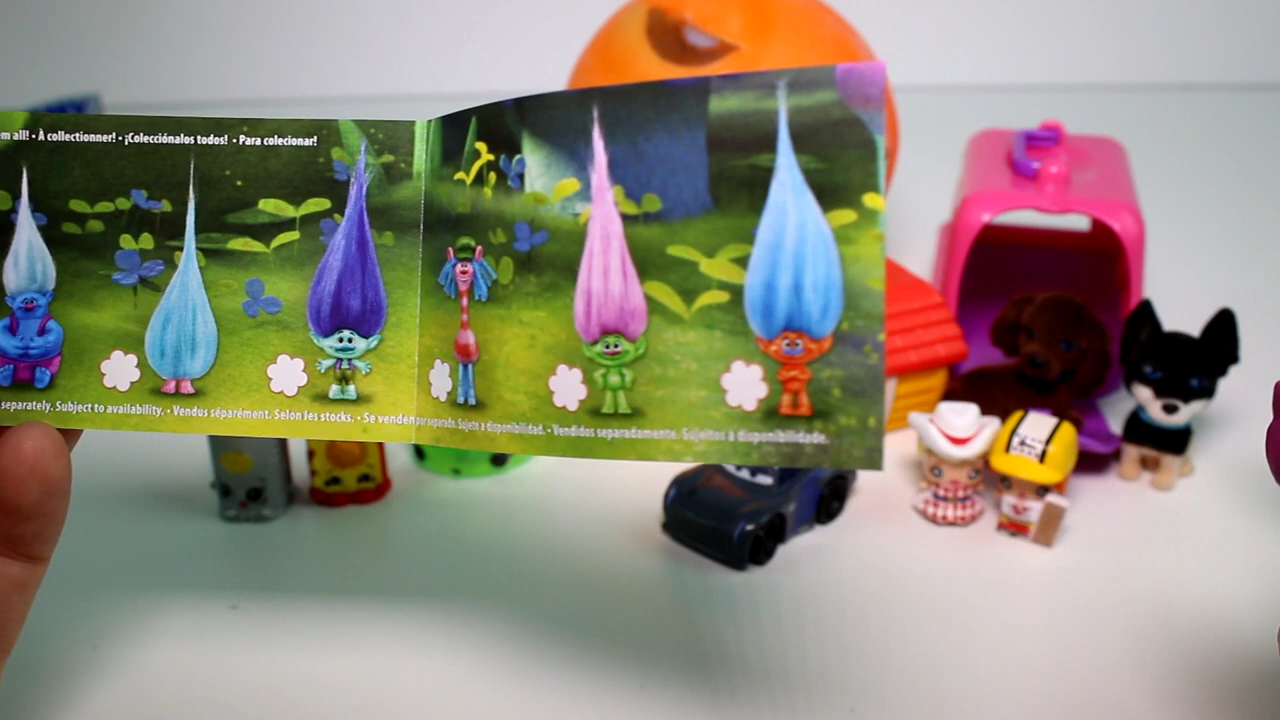 em all! • À collectionner! • ¡Colecciónalos todos! • Para colecionar!
separately. Subject to availability. • Vendus séparément. Selon les stocks. • Se venden por separado. Sujeto a disponibilidad. • Vendidos separadamente. Sujeitos à disponibilidade.